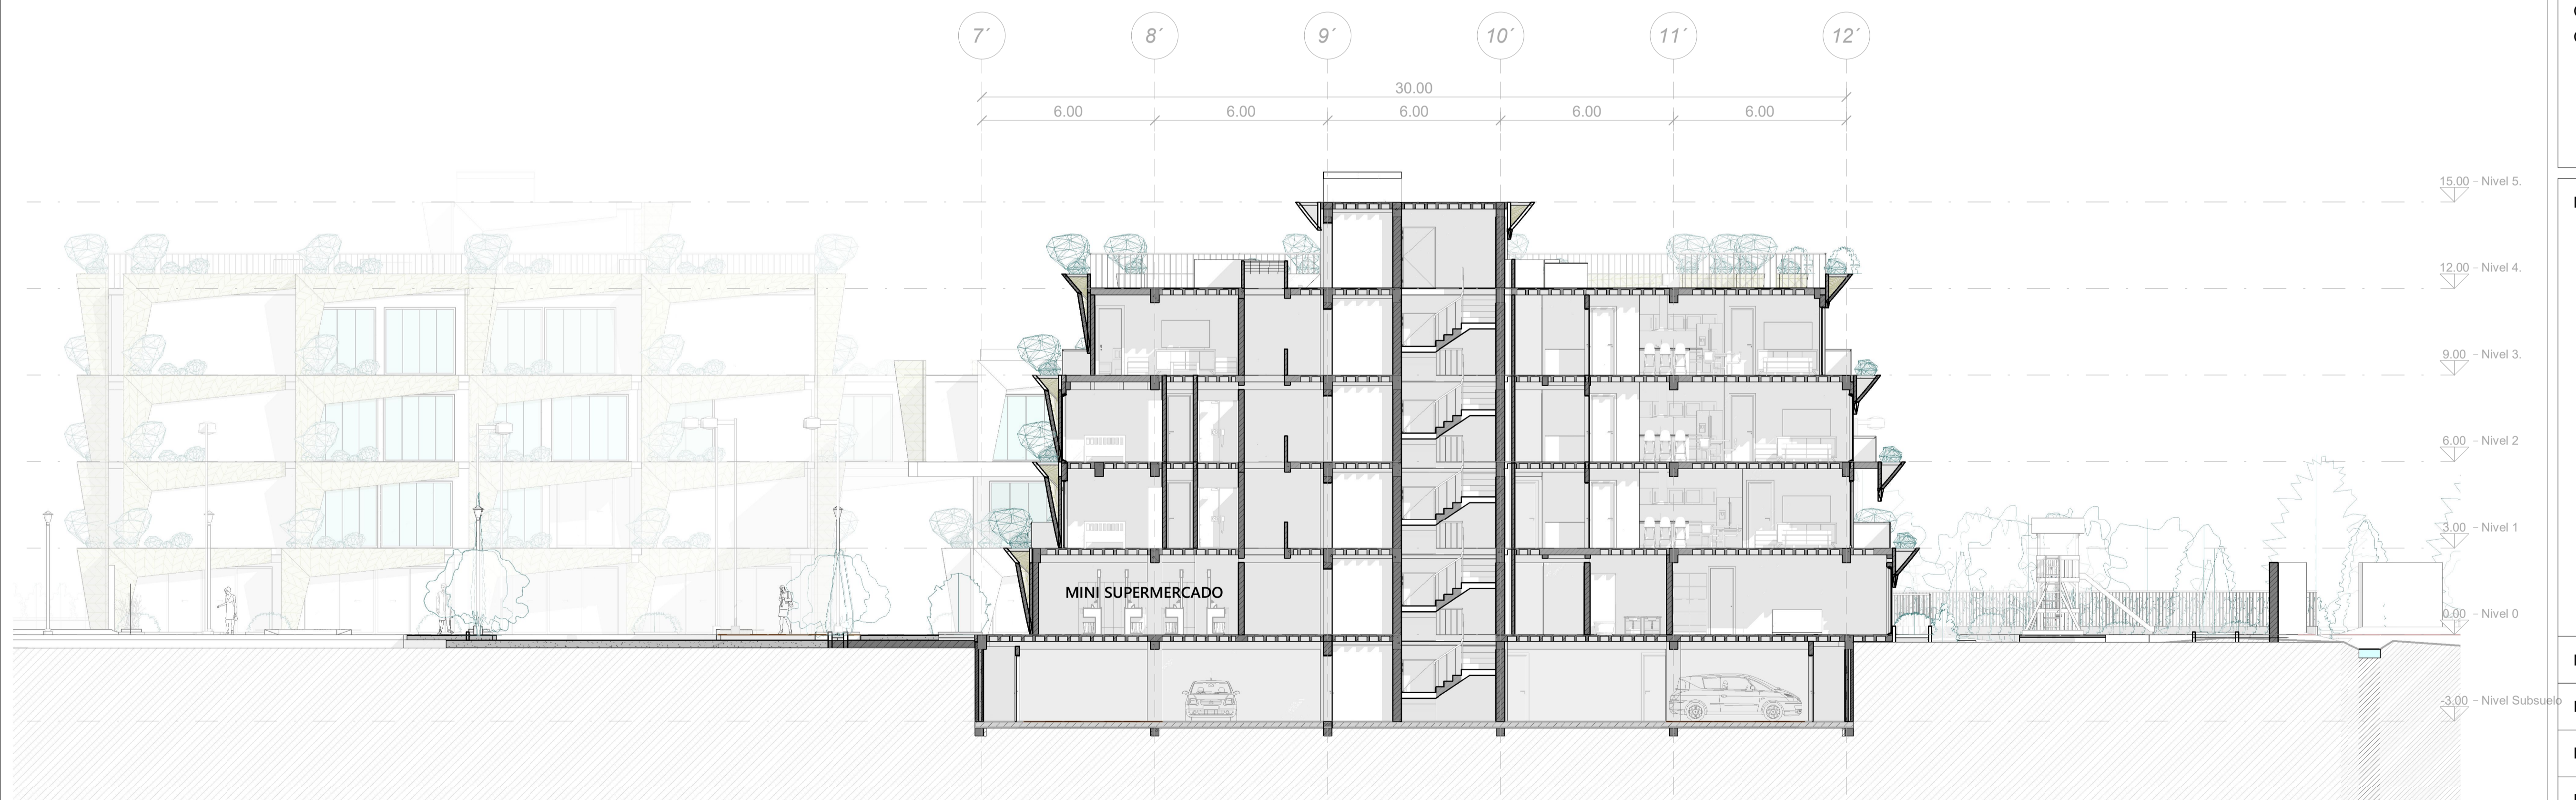 7´ 8´ 9´ 10´ 11´ 12´
30.00
6.00 6.00 6.00 6.00 6.00
15.00 - Nivel 5.
12.00 - Nivel 4.
9.00 - Nivel 3.
6.00 - Nivel 2
3.00 - Nivel 1
MINI SUPERMERCADO
0.00 - Nivel 0
-3.00 - Nivel Subsuelo